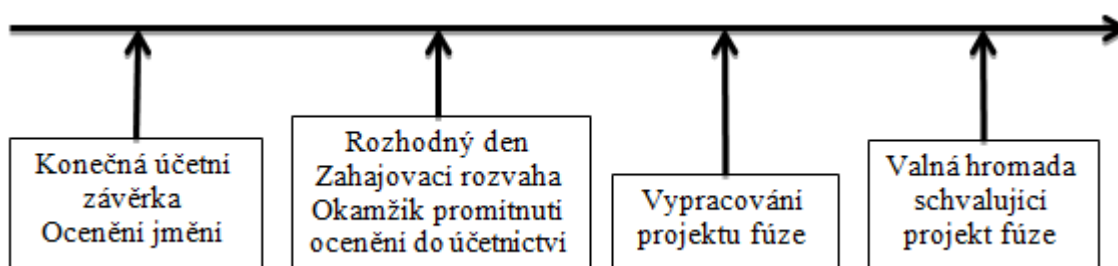 Konečná účetní
závěrka
Ocenění jmění
Rozhodný den
Zahajovací rozvaha
Okamžik promítnutí
ocenění do účetnictví
Vypracování
projektu fúze
Valná hromada
schvalující
projekt fúze